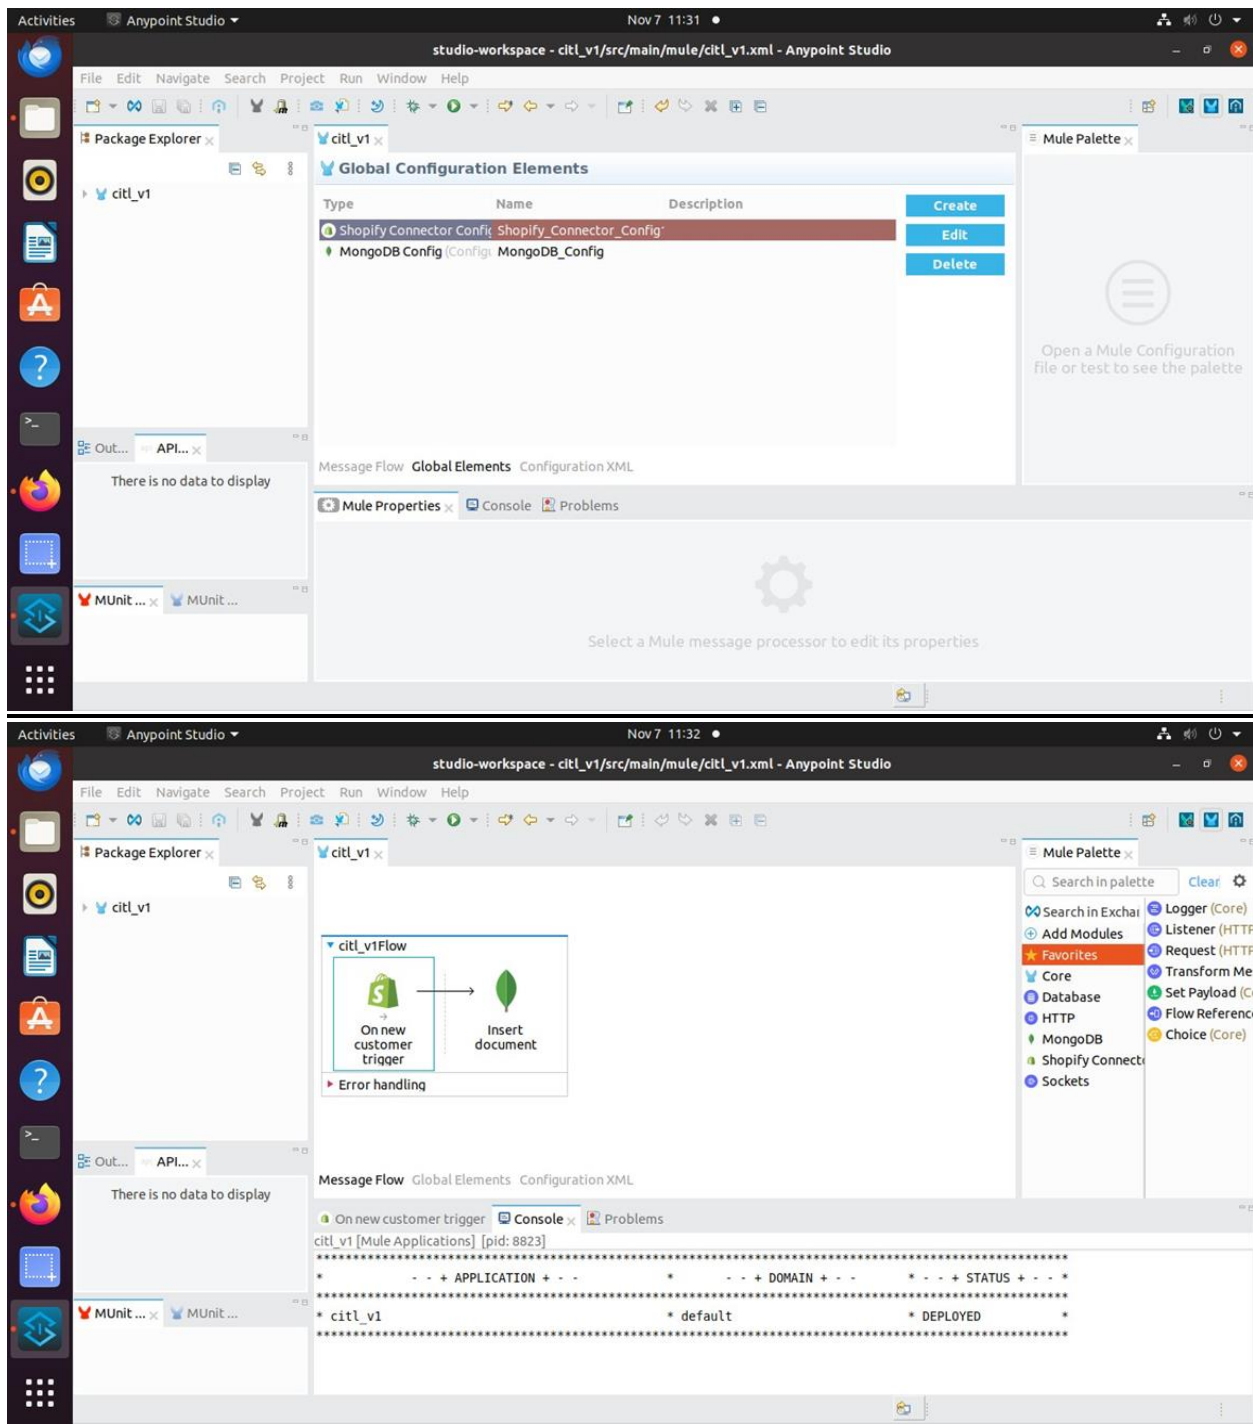 Activities Anypoint Studio Nov 7 11:31
studio-workspace - citl_v1/src/main/mule/citl_v1.xml - Anypoint Studio
File Edit Navigate Search Project Run Window Help
Package Explorer citl_v1 Mule Palette
Global Configuration Elements
citl_v1
Type Name Description Create
Shopify Connector Config Shopify_Connector_Config Edit
MongoDB Config (Configu MongoDB_Config
Delete
Open a Mule Configuration
file or test to see the palette
Out... API...
There is no data to display
Message Flow Global Elements Configuration XML
Mule Properties Console Problems
MUnit ... MUnit ...
Select a Mule message processor to edit its properties
Activities Anypoint Studio Nov 7 11:32
studio-workspace - citl_v1/src/main/mule/citl_v1.xml - Anypoint Studio
File Edit Navigate Search Project Run Window Help
Package Explorer citl_v1 Mule Palette
Search in palette Clear
citl_v1
Search in Exchar Logger (Core)
Add Modules Listener (HTTP
Favorites Request (HTTP
Core Transform Me
Database Set Payload (C
HTTP Flow Reference
MongoDB Choice (Core)
Shopify Connect
Sockets
citl_v1Flow
On new
customer
trigger
Insert
document
Error handling
Out... API...
There is no data to display
Message Flow Global Elements Configuration XML
On new customer trigger Console Problems
citl_v1 [Mule Applications] [pid: 8823]
* - - + APPLICATION + - - * - - + DOMAIN + - - * - - + STATUS + - - *
* citl_v1 * default * DEPLOYED *
MUnit ... MUnit ...